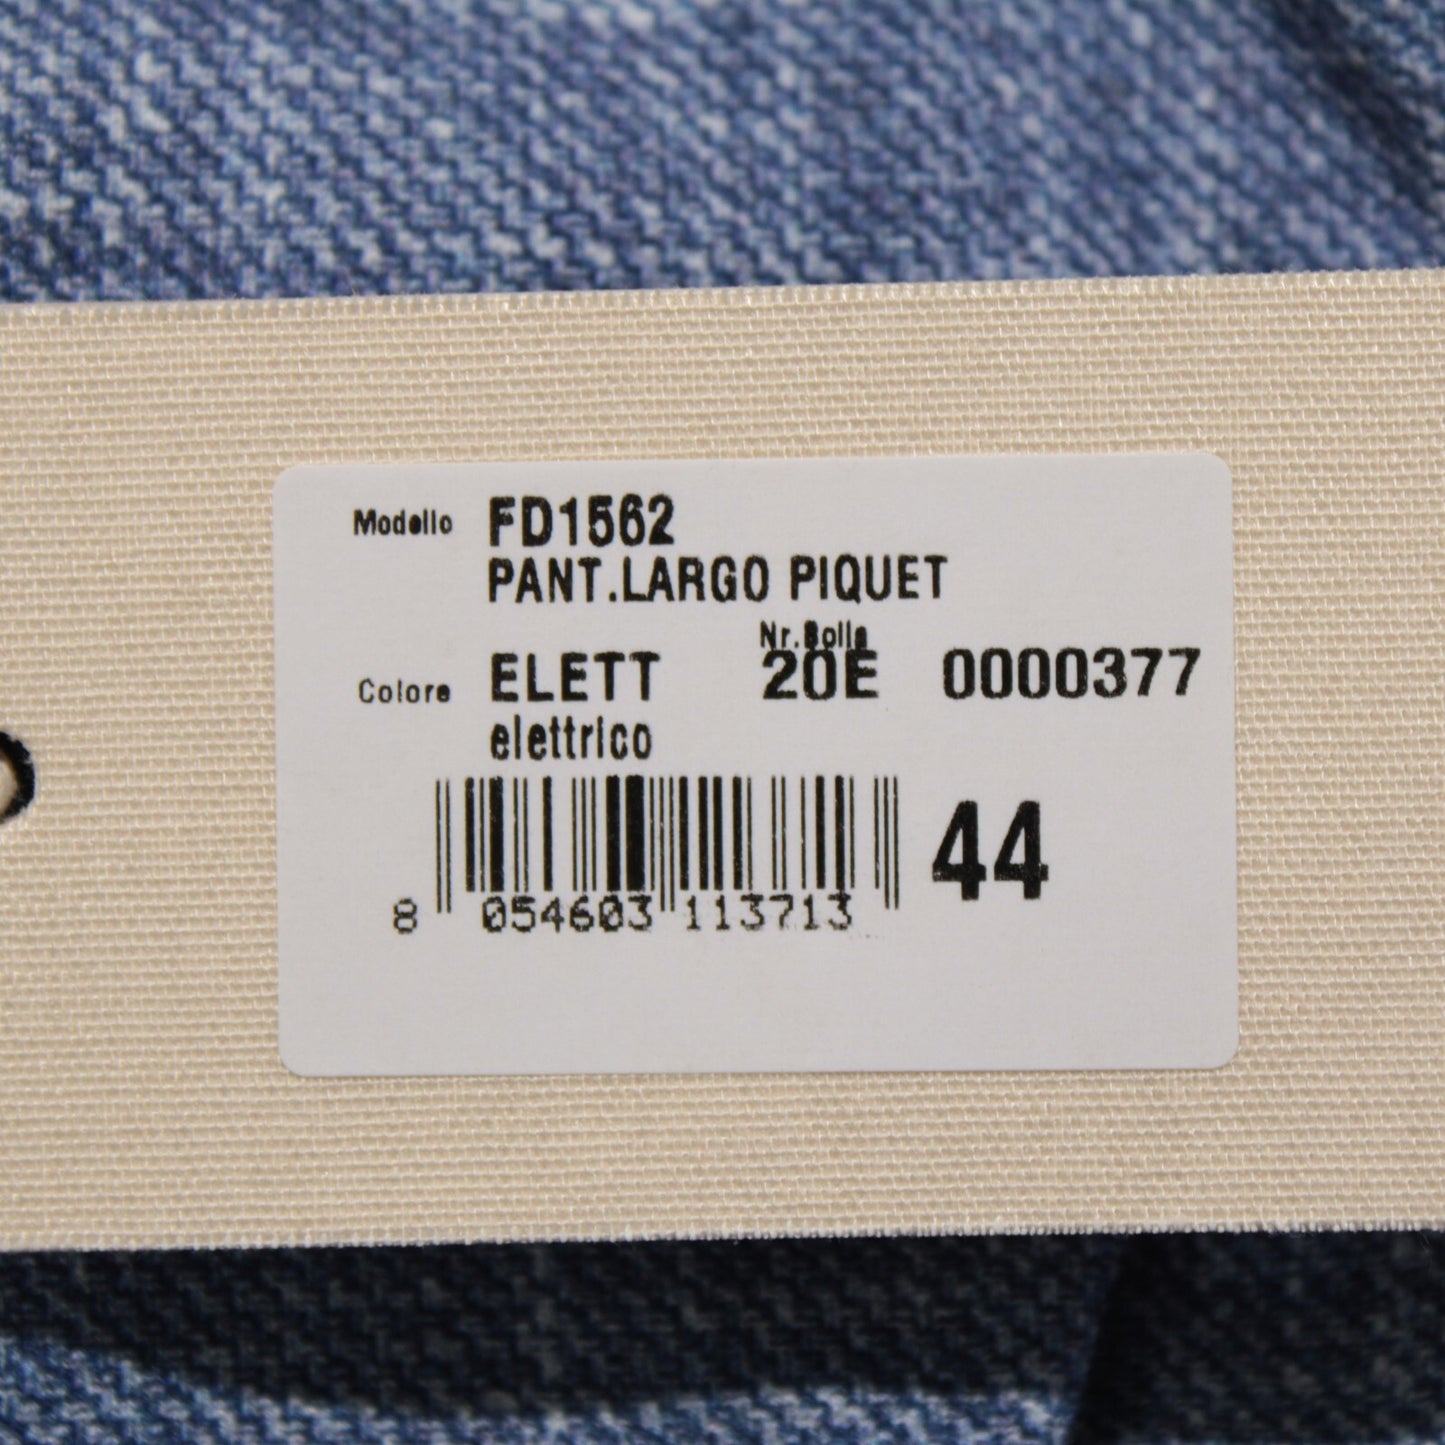 Modello FD1562
PANT.LARGO PIQUET
Nr.Bolla
Colore ELETT 20E 0000377
elettrico
44
8 054603 113713